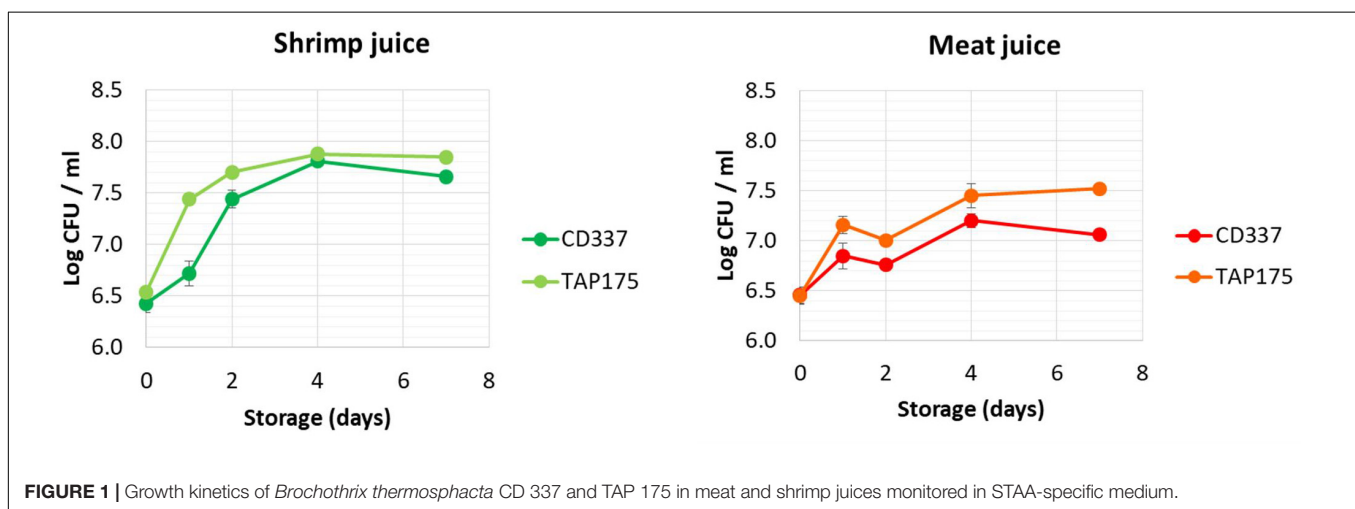 Shrimp juice
Log CFU / ml
8.5
8.0
7.5
7.0
6.5
6.0
0 2 4 6 8
Storage (days)
CD337
TAP175
Meat juice
Log CFU / ml
8.5
8.0
7.5
7.0
6.5
6.0
0 2 4 6 8
Storage (days)
CD337
TAP175
FIGURE 1 | Growth kinetics of Brochothrix thermosphacta CD 337 and TAP 175 in meat and shrimp juices monitored in STAA-specific medium.